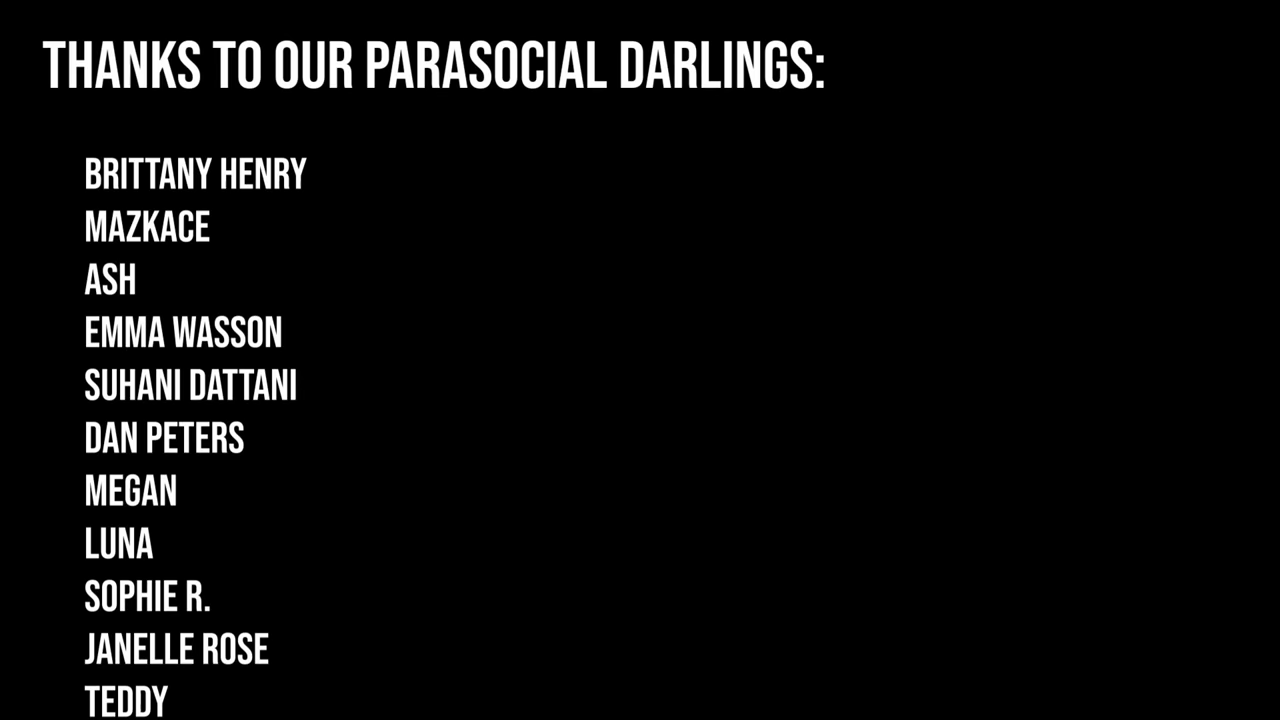 THANKS TO OUR PARASOCIAL DARLINGS:
BRITTANY HENRY
MAZKACE
ASH
EMMA WASSON
SUHANI DATTANI
DAN PETERS
MEGAN
LUNA
SOPHIE R.
JANELLE ROSE
TEDDY